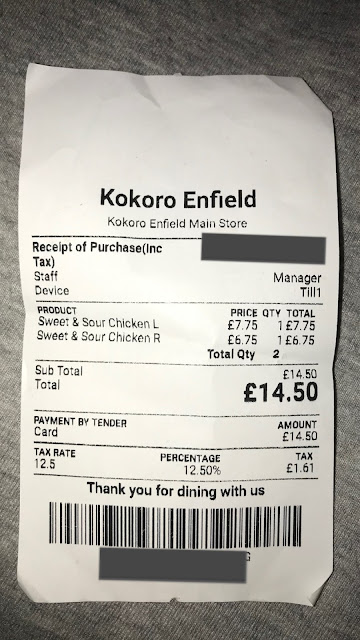 Kokoro Enfield
Kokoro Enfield Main Store
Receipt of Purchase(Inc
Tax)
Staff Manager
Device Till1
PRODUCT PRICE QTY TOTAL
Sweet & Sour Chicken L £7.75 1 £7.75
Sweet & Sour Chicken R £6.75 1 £6.75
Total Qty 2
Sub Total £14.50
Total £14.50
PAYMENT BY TENDER AMOUNT
Card £14.50
TAX RATE PERCENTAGE TAX
12.5 12.50% £1.61
Thank you for dining with us